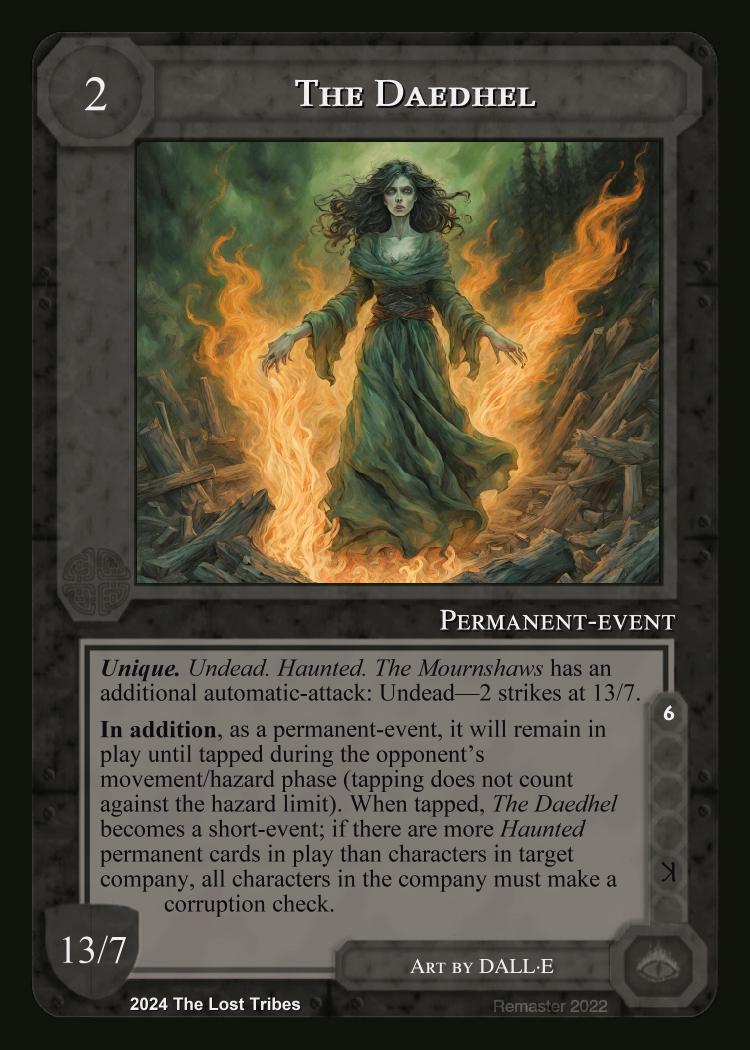 2
The Daedhel
Permanent-event
Unique. Undead. Haunted. The Mournshaws has an
additional automatic-attack: Undead—2 strikes at 13/7.
6
In addition, as a permanent-event, it will remain in
play until tapped during the opponent's
movement/hazard phase (tapping does not count
against the hazard limit). When tapped, The Daedhel
becomes a short-event; if there are more Haunted
permanent cards in play than characters in target
company, all characters in the company must make a
corruption check.
13/7
Art by DALL·E
2024 The Lost Tribes
Remaster 2022